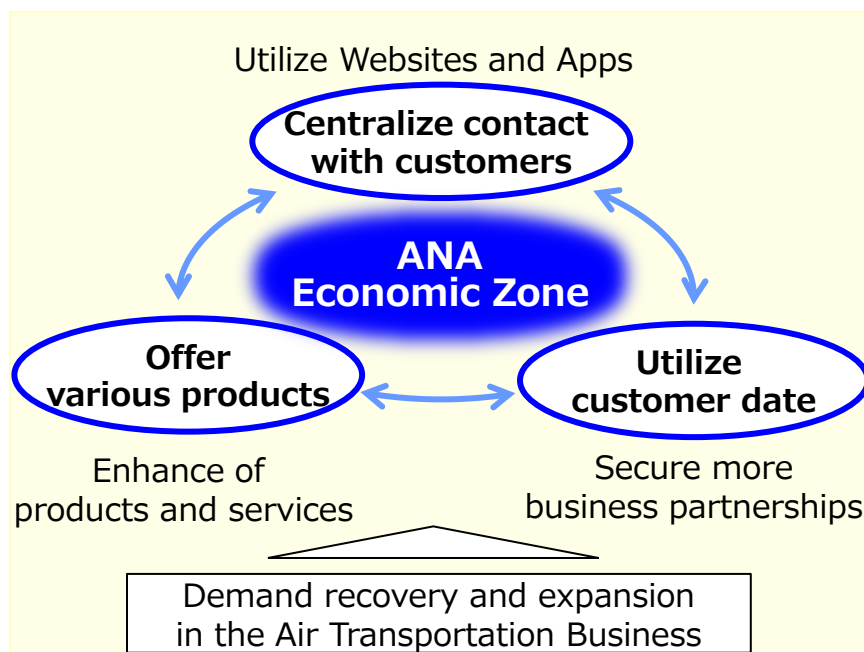 Utilize Websites and Apps
Centralize contact
with customers
ANA
Economic Zone
Offer
various products
Utilize
customer date
Enhance of
products and services
Secure more
business partnerships
Demand recovery and expansion
in the Air Transportation Business